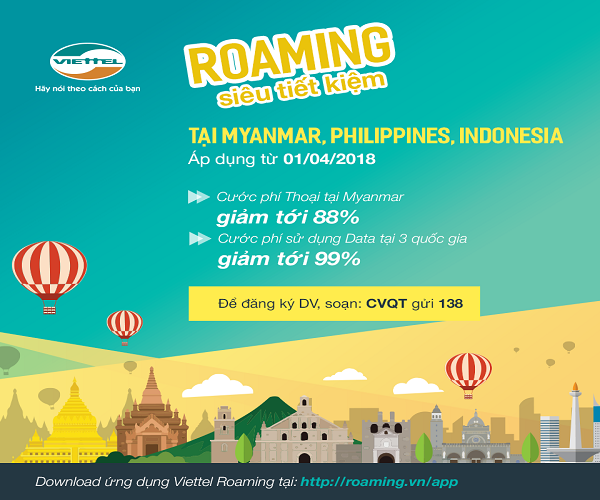 VIETTEL
Hãy nói theo cách của bạn
ROAMING
siêu tiết kiệm
TẠI MYANMAR, PHILIPPINES, INDONESIA
Áp dụng từ 01/04/2018
Cước phí Thoại tại Myanmar
giảm tới 88%
Cước phí sử dụng Data tại 3 quốc gia
giảm tới 99%
Để đăng ký DV, soạn: CVQT gửi 138
Download ứng dụng Viettel Roaming tại: http://roaming.vn/app